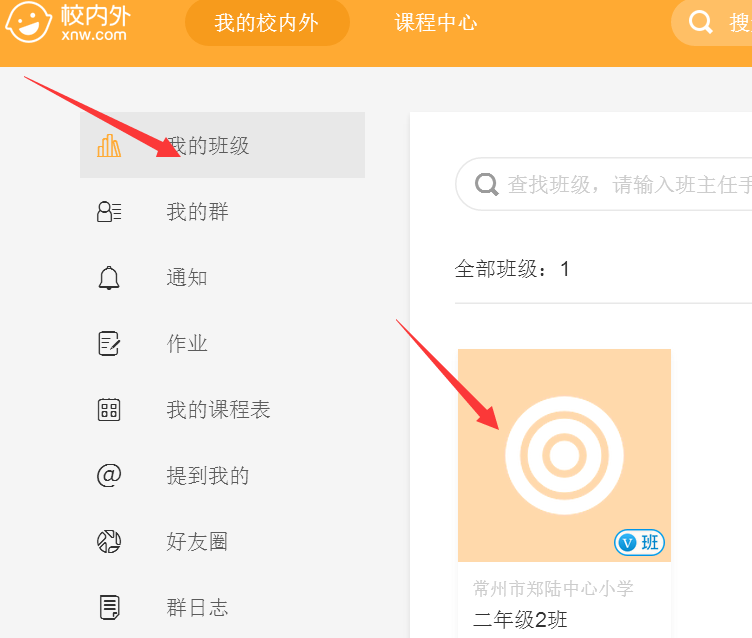 校内外
xnw.com
我的校内外
课程中心
搜
我的班级
我的群
通知
作业
我的课程表
@
提到我的
好友圈
群日志
查找班级，请输入班主任手
全部班级：1
V 班
常州市郑陆中心小学
二年级2班